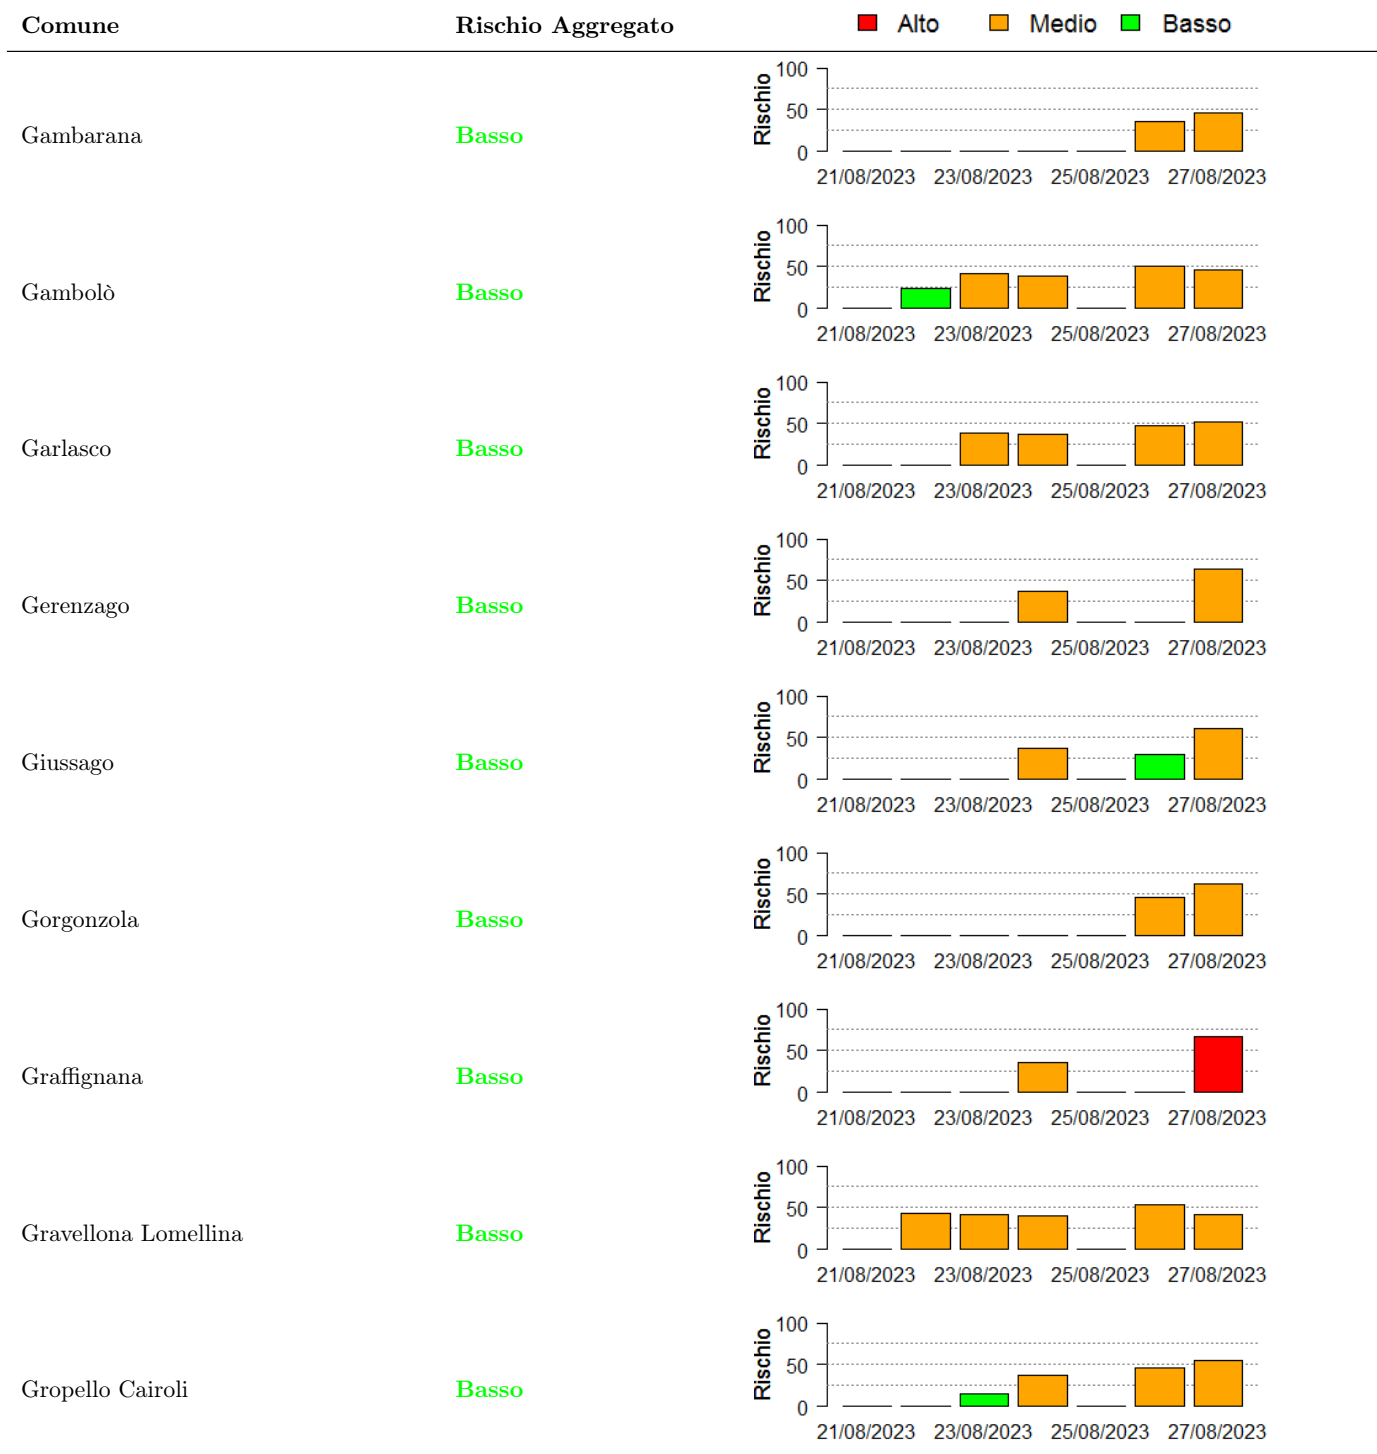 Comune Rischio Aggregato Alto Medio Basso
100
50
0
Rischio
Gambarana Basso
21/08/2023 23/08/2023 25/08/2023 27/08/2023
100
50
0
Rischio
Gambolò Basso
21/08/2023 23/08/2023 25/08/2023 27/08/2023
100
50
0
Rischio
Garlasco Basso
21/08/2023 23/08/2023 25/08/2023 27/08/2023
100
50
0
Rischio
Gerenzago Basso
21/08/2023 23/08/2023 25/08/2023 27/08/2023
100
50
0
Rischio
Giussago Basso
21/08/2023 23/08/2023 25/08/2023 27/08/2023
100
50
0
Rischio
Gorgonzola Basso
21/08/2023 23/08/2023 25/08/2023 27/08/2023
100
50
0
Rischio
Graffignana Basso
21/08/2023 23/08/2023 25/08/2023 27/08/2023
100
50
0
Rischio
Gravellona Lomellina Basso
21/08/2023 23/08/2023 25/08/2023 27/08/2023
100
50
0
Rischio
Gropello Cairoli Basso
21/08/2023 23/08/2023 25/08/2023 27/08/2023